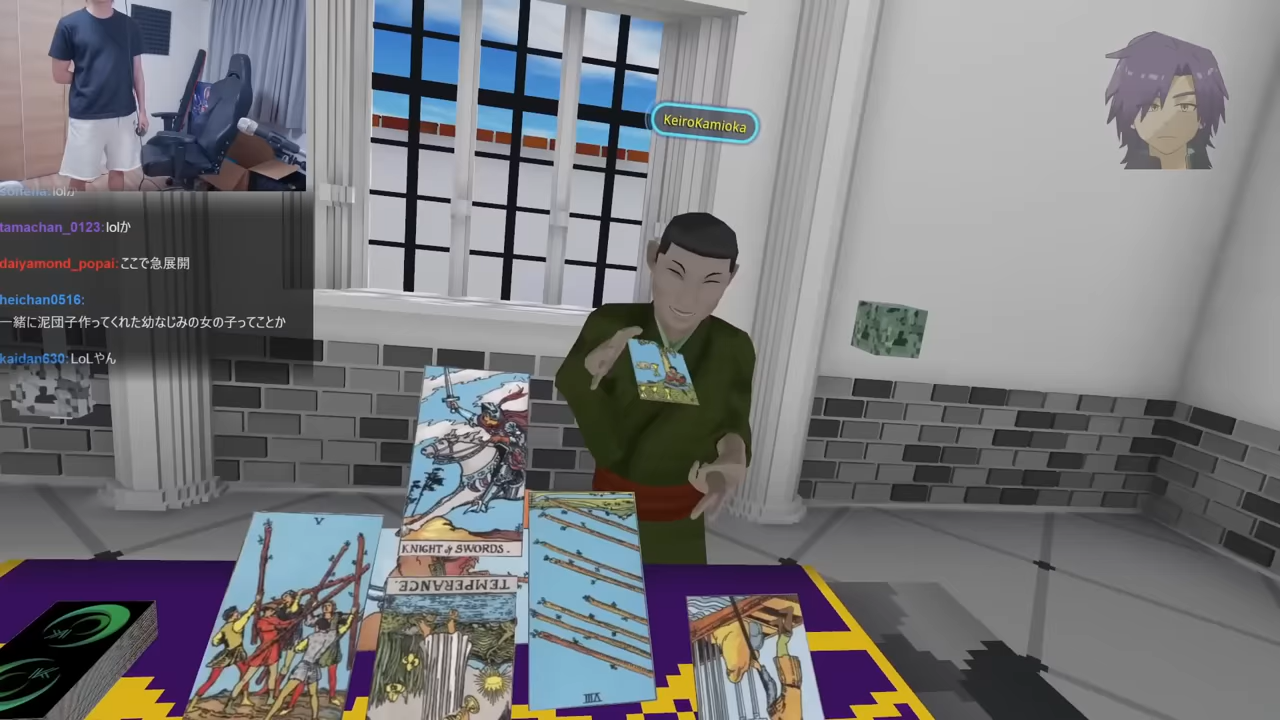 KeiroKamioka
tamachan_0123:lolか
daiyamond_popai:ここで急展開
heichan0516:
一緒に泥団子作ってくれた幼なじみの女の子ってことか
kaidan630:LoLやん
KNIGHT of SWORDS.
TEMPERANCE.
V
VIII